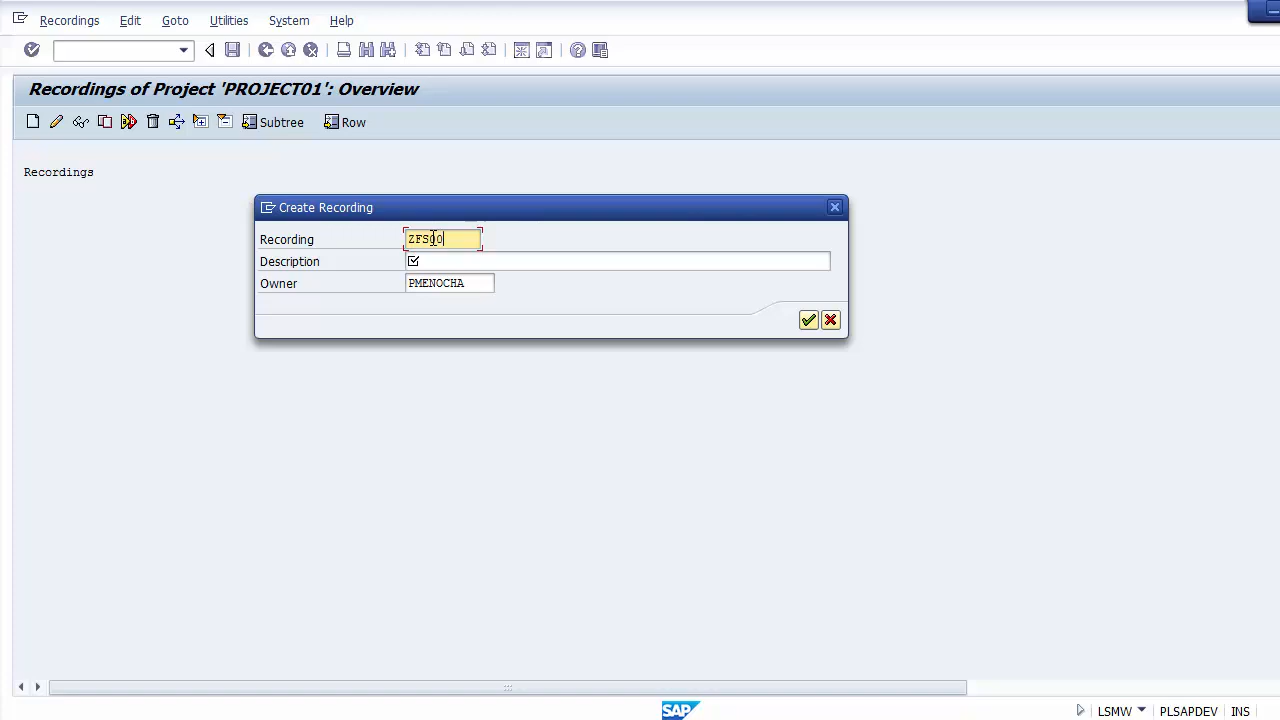 Recordings Edit Goto Utilities System Help
Recordings of Project 'PROJECT01': Overview
Subtree Row
Recordings
Create Recording
Recording ZFS00
Description
Owner PMENOCHA
SAP LSMW PLSAPDEV INS